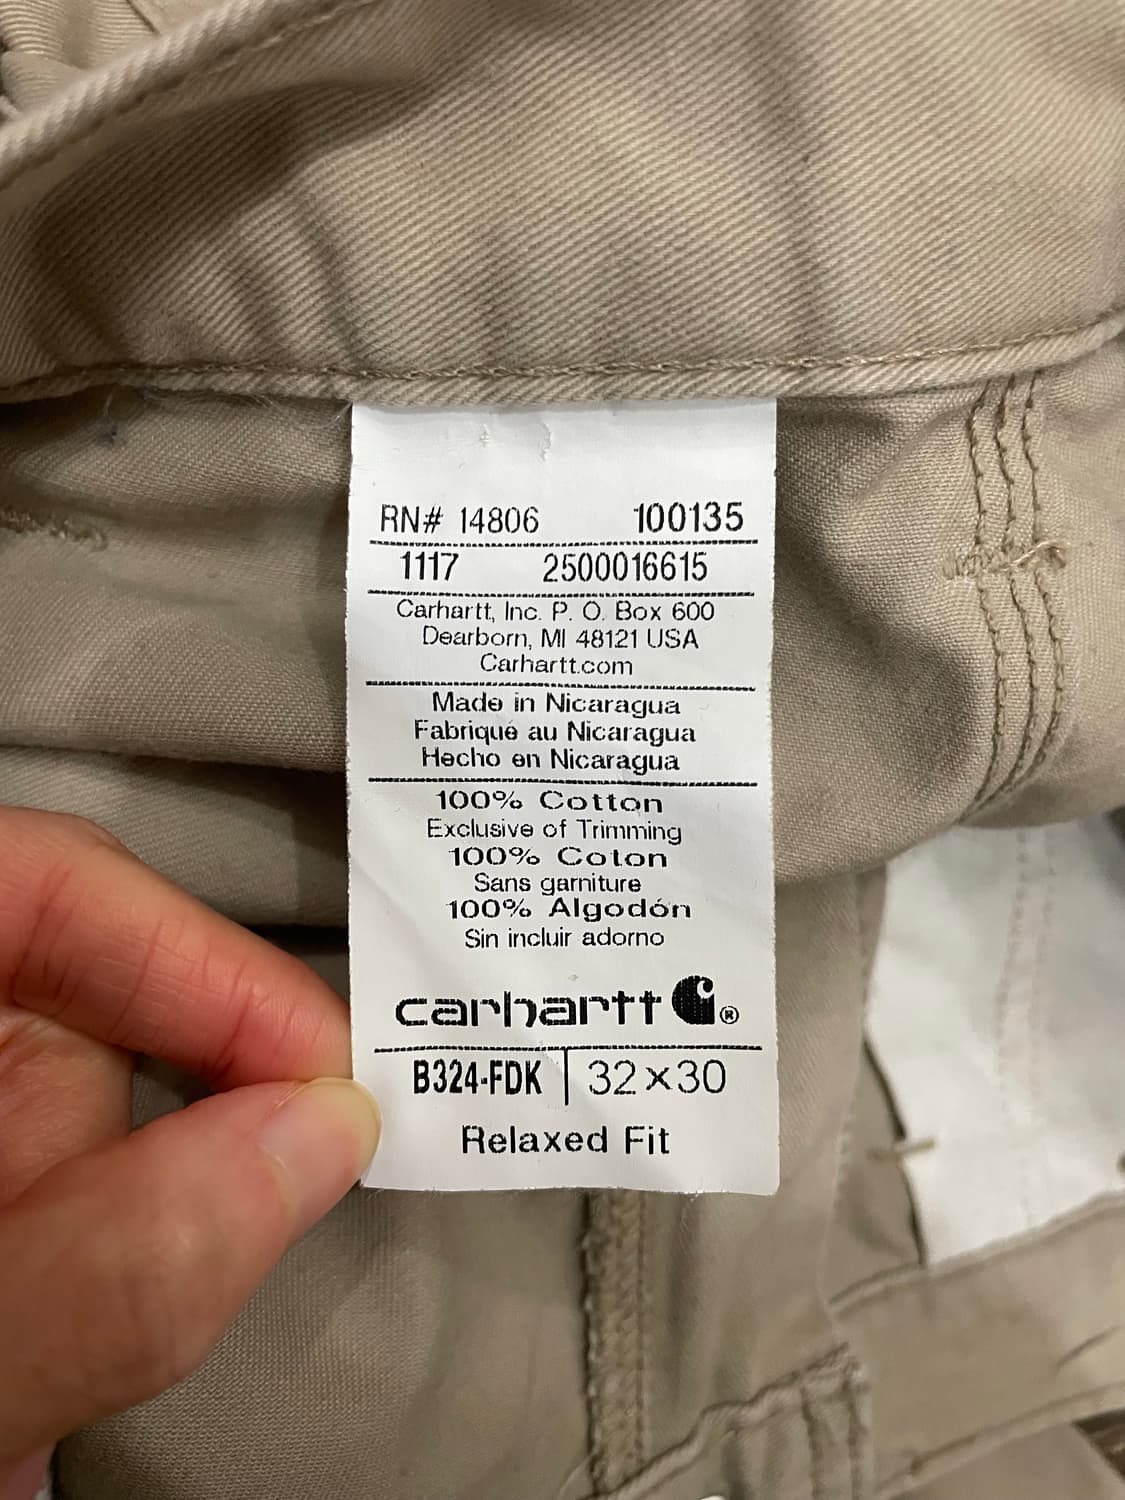 RN# 14806 100135
1117 2500016615
Carhartt, Inc. P. O. Box 600
Dearborn, MI 48121 USA
Carhartt.com
Made in Nicaragua
Fabriqué au Nicaragua
Hecho en Nicaragua
100% Cotton
Exclusive of Trimming
100% Coton
Sans garniture
100% Algodón
Sin incluir adorno
carhartt ®
B324-FDK | 32x30
Relaxed Fit